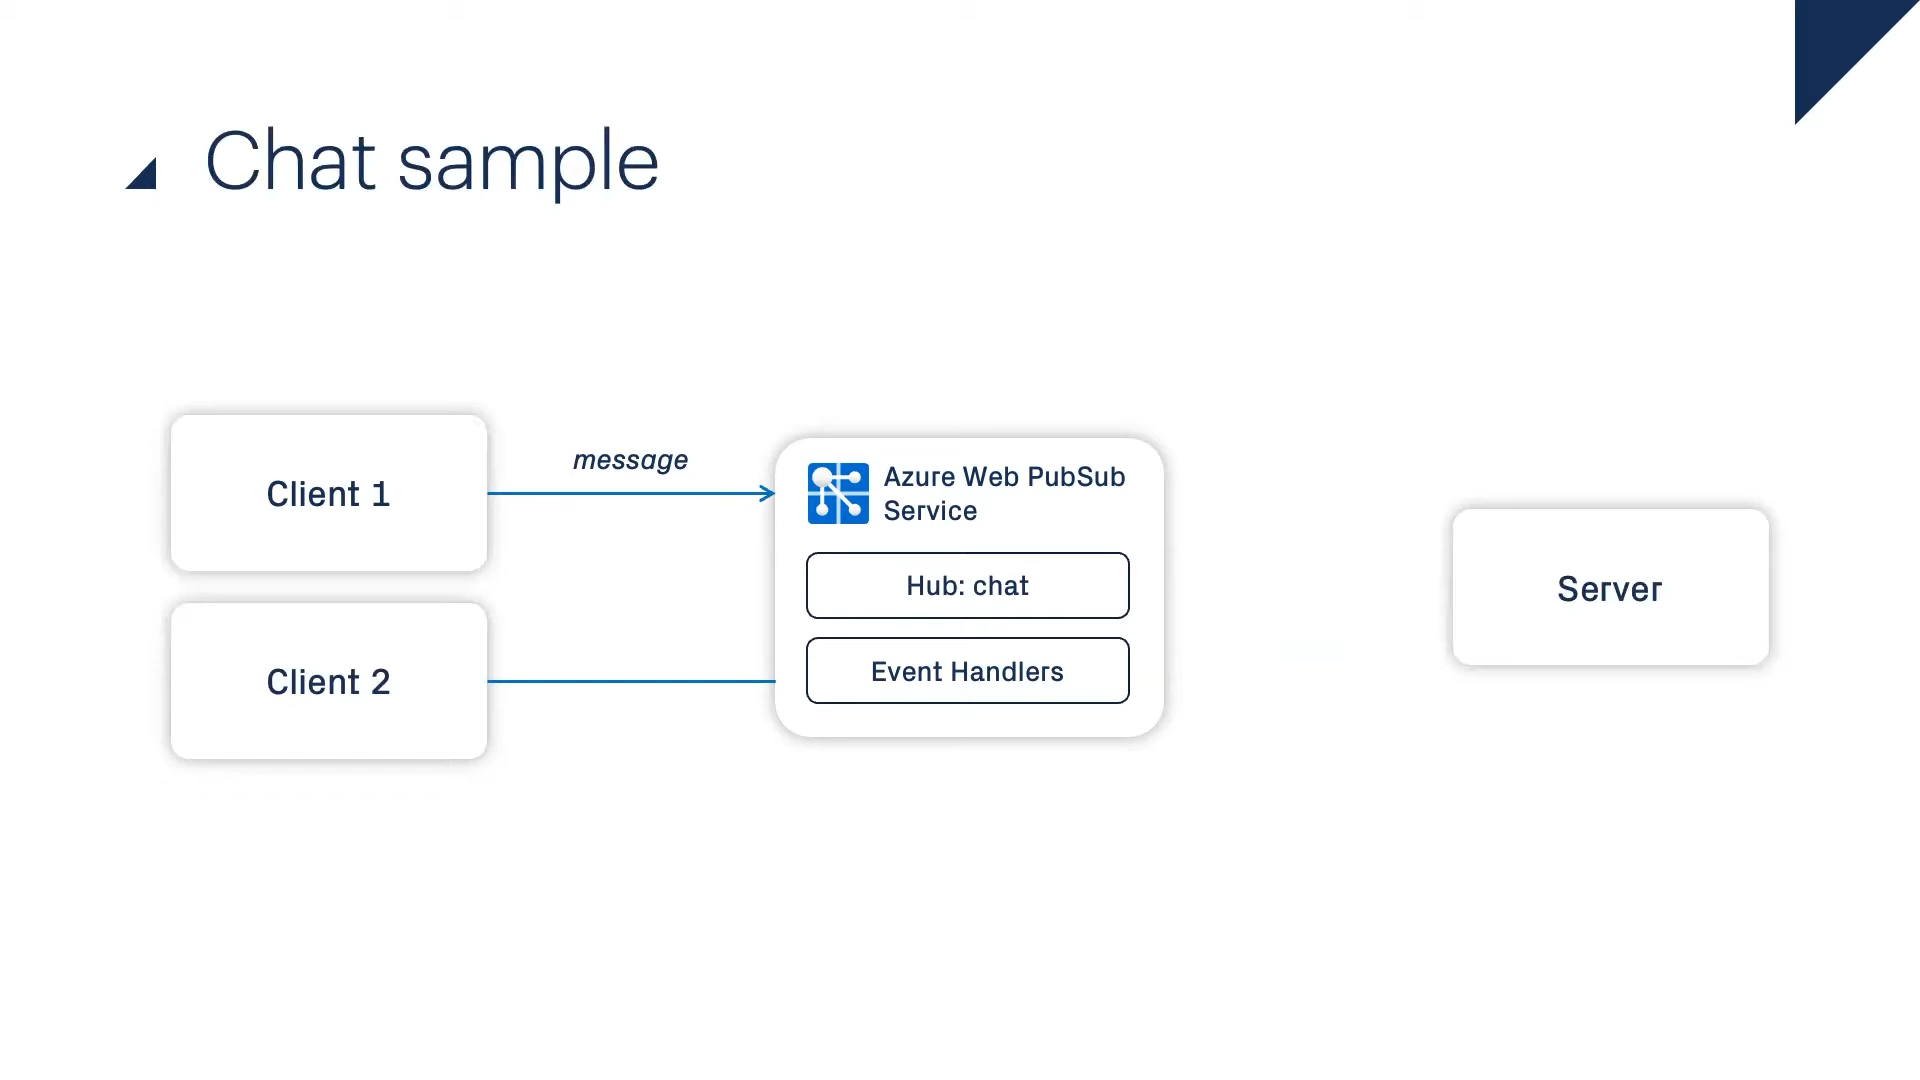 Chat sample
Client 1
message
Azure Web PubSub
Service
Hub: chat
Event Handlers
Client 2
Server